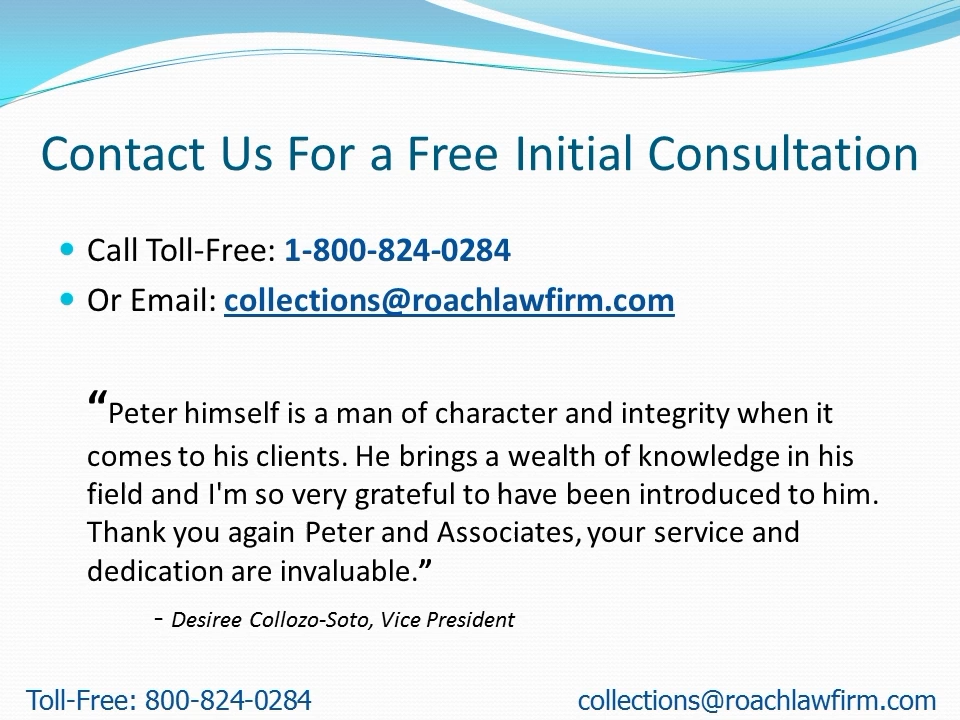 Contact Us For a Free Initial Consultation
• Call Toll-Free: 1-800-824-0284
• Or Email: collections@roachlawfirm.com
“Peter himself is a man of character and integrity when it
comes to his clients. He brings a wealth of knowledge in his
field and I'm so very grateful to have been introduced to him.
Thank you again Peter and Associates, your service and
dedication are invaluable.”
- Desiree Collozo-Soto, Vice President
Toll-Free: 800-824-0284
collections@roachlawfirm.com